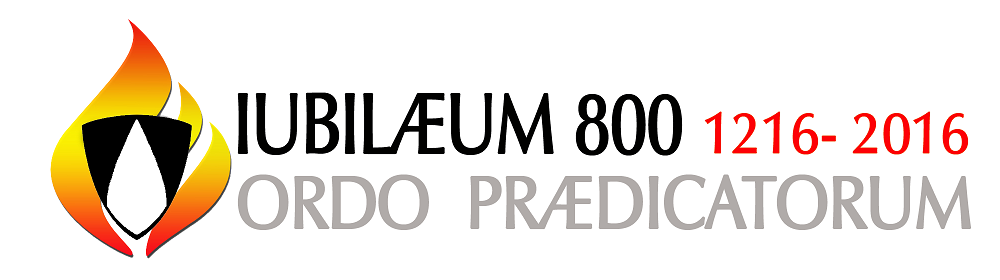 IUBILÆUM 800 1216- 2016
ORDO PRÆDICATORUM